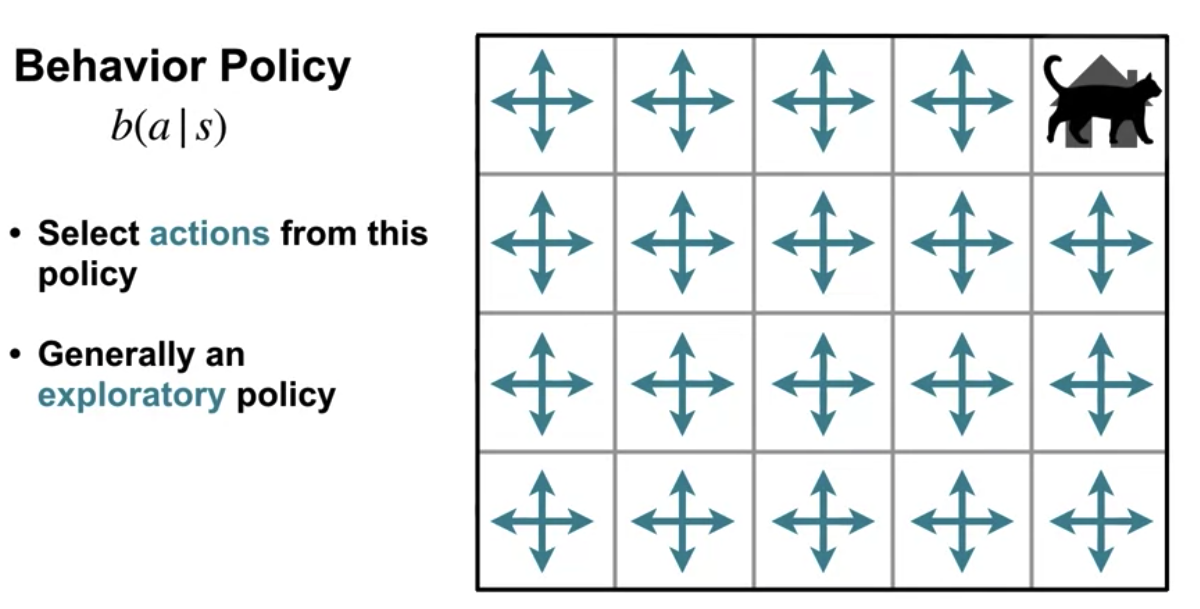 Behavior Policy
b(a | s)
• Select actions from this
policy
• Generally an
exploratory policy